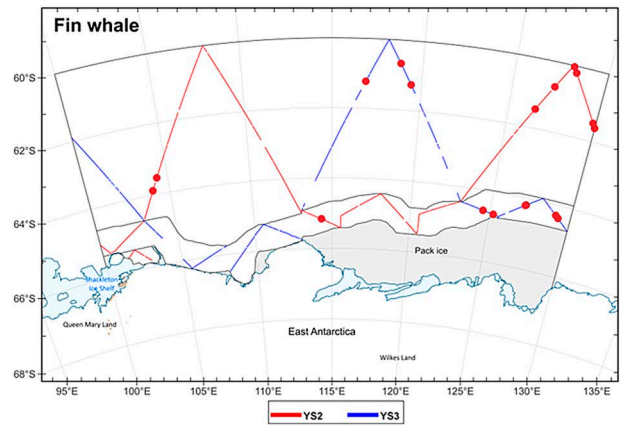 Fin whale
60°S
62°S
64°S
66°S
68°S
Pack ice
Shackleton
Ice Shelf
Queen Mary Land
East Antarctica
Wilkes Land
95°E
100°E
105°E
110°E
115°E
120°E
125°E
130°E
135°E
YS2
YS3